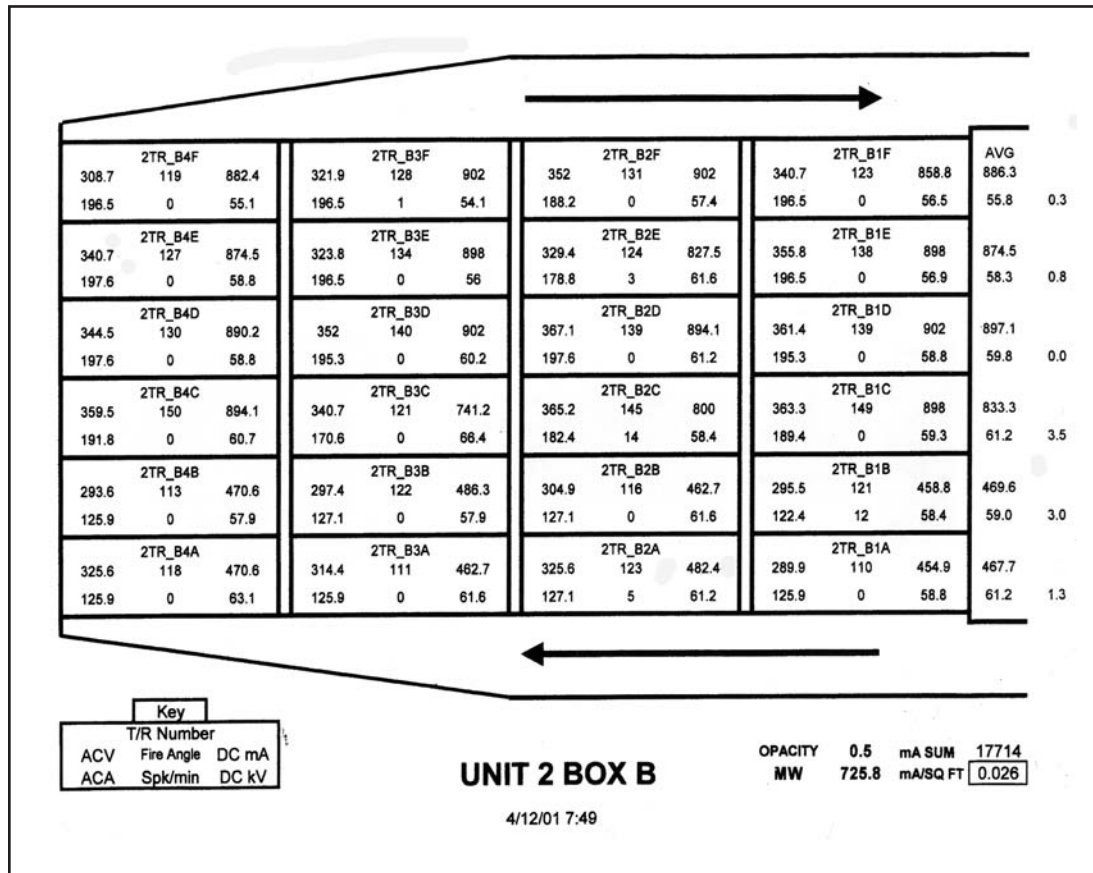 2TR_B4F 2TR_B3F 2TR_B2F 2TR_B1F AVG
308.7 119 882.4 321.9 128 902 352 131 902 340.7 123 858.8 886.3
196.5 0 55.1 196.5 1 54.1 188.2 0 57.4 196.5 0 56.5 55.8 0.3
2TR_B4E 2TR_B3E 2TR_B2E 2TR_B1E
340.7 127 874.5 323.8 134 898 329.4 124 827.5 355.8 138 898 874.5
197.6 0 58.8 196.5 0 56 178.8 3 61.6 196.5 0 56.9 58.3 0.8
2TR_B4D 2TR_B3D 2TR_B2D 2TR_B1D
344.5 130 890.2 352 140 902 367.1 139 894.1 361.4 139 902 897.1
197.6 0 58.8 195.3 0 60.2 197.6 0 61.2 195.3 0 58.8 59.8 0.0
2TR_B4C 2TR_B3C 2TR_B2C 2TR_B1C
359.5 150 894.1 340.7 121 741.2 365.2 145 800 363.3 149 898 833.3
191.8 0 60.7 170.6 0 66.4 182.4 14 58.4 189.4 0 59.3 61.2 3.5
2TR_B4B 2TR_B3B 2TR_B2B 2TR_B1B
293.6 113 470.6 297.4 122 486.3 304.9 116 462.7 295.5 121 458.8 469.6
125.9 0 57.9 127.1 0 57.9 127.1 0 61.6 122.4 12 58.4 59.0 3.0
2TR_B4A 2TR_B3A 2TR_B2A 2TR_B1A
325.6 118 470.6 314.4 111 462.7 325.6 123 482.4 289.9 110 454.9 467.7
125.9 0 63.1 125.9 0 61.6 127.1 5 61.2 125.9 0 58.8 61.2 1.3
Key
T/R Number
ACV Fire Angle DC mA
ACA Spk/min DC kV
UNIT 2 BOX B
4/12/01 7:49
OPACITY 0.5 mA SUM 17714
MW 725.8 mA/SQ FT 0.026